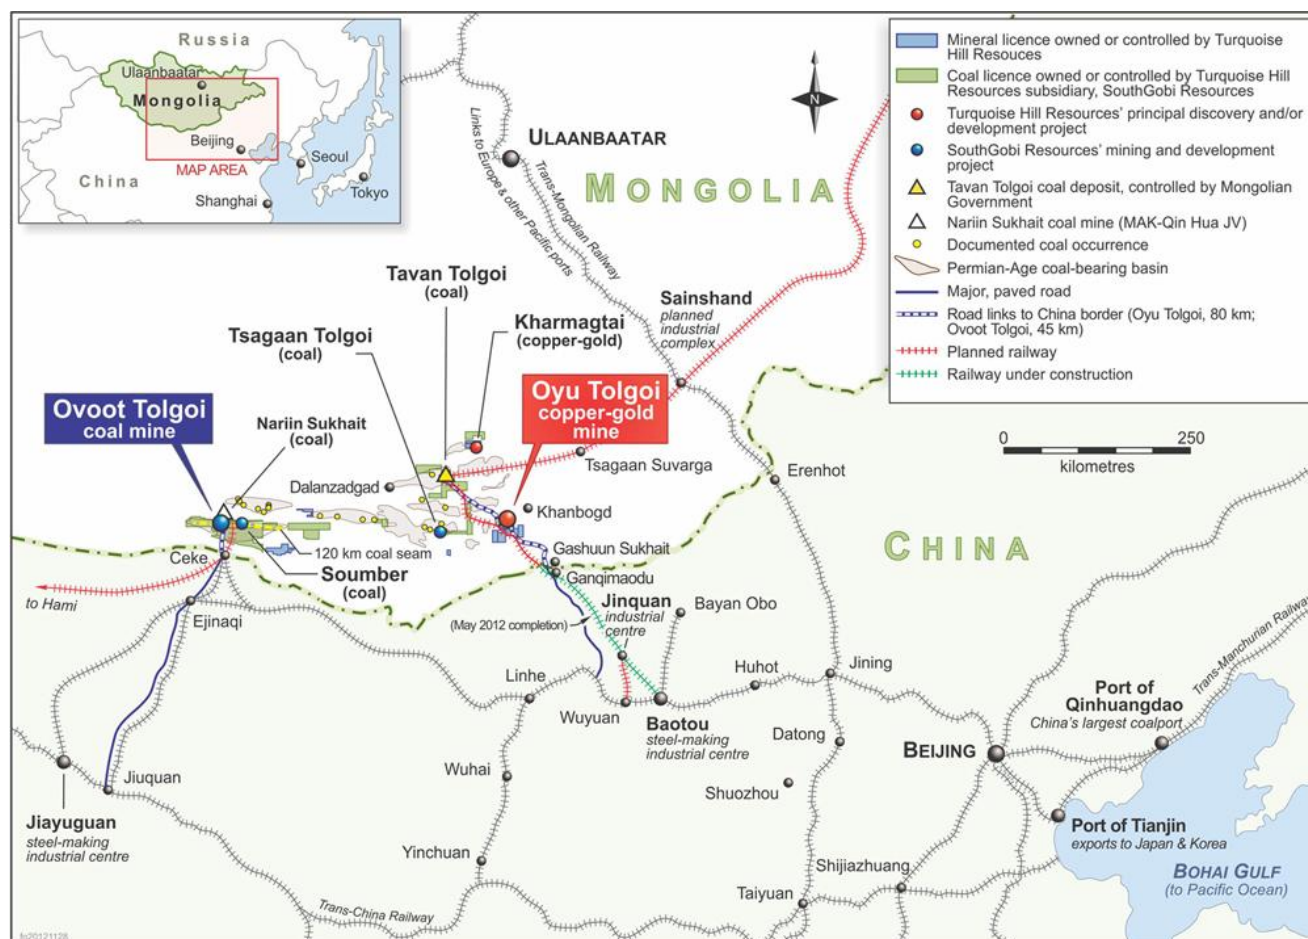 Russia
Ulaanbaatar
Mongolia
Beijing
MAP AREA
China
Seoul
Tokyo
Shanghai
N
Mineral licence owned or controlled by Turquoise
Hill Resouces
Coal licence owned or controlled by Turquoise Hill
Resources subsidiary, SouthGobi Resources
Turquoise Hill Resources' principal discovery and/or
development project
SouthGobi Resources' mining and development
project
Tavan Tolgoi coal deposit, controlled by Mongolian
Government
Nariin Sukhait coal mine (MAK-Qin Hua JV)
Documented coal occurrence
Permian-Age coal-bearing basin
Major, paved road
Road links to China border (Oyu Tolgoi, 80 km;
Ovoot Tolgoi, 45 km)
Planned railway
Railway under construction
0 250
kilometres
ULAANBAATAR
MONGOLIA
Links to Europe & other Pacific ports
Trans-Mongolian Railway
Sainshand
planned
industrial
complex
Tavan Tolgoi
(coal)
Kharmagtai
(copper-gold)
Tsagaan Tolgoi
(coal)
Oyu Tolgoi
copper-gold
mine
Ovoot Tolgoi
coal mine
Nariin Sukhait
(coal)
Tsagaan Suvarga
Dalanzadgad
Erenhot
Khanbogd
120 km coal seam
Gashuun Sukhait
CHINA
Ceke
Soumber
(coal)
Ganqimaodu
to Hami
Ejinaqi
Jinquan
industrial
centre
Bayan Obo
(May 2012 completion)
Linhe
Huhot
Jining
Wuyuan
Baotou
steel-making
industrial centre
Datong
BEIJING
Port of
Qinhuangdao
China's largest coalport
Trans-Manchurian Railway
Wuhai
Shuozhou
Jiuquan
Jiayuguan
steel-making
industrial centre
Port of Tianjin
exports to Japan & Korea
Yinchuan
Shijiazhuang
BOHAI GULF
(to Pacific Ocean)
Taiyuan
Trans-China Railway